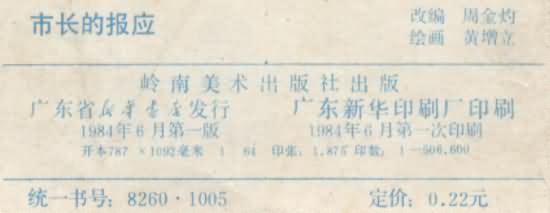 市长的报应
改编 周金灼
绘画 黄增立
岭南美术出版社出版
广东省新华书店发行 广东新华印刷厂印刷
1984年6月第一版 1984年6月第一次印刷
开本787×1092毫米 1/64 印张:1.875 印数:1—506,600
统一书号:8260·1005 定价:0.22元